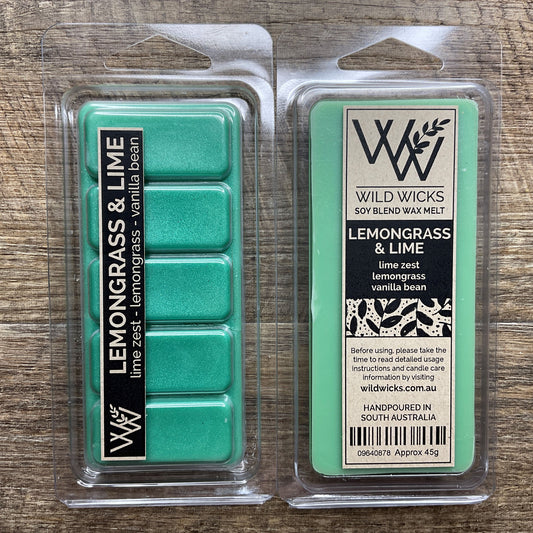 LEMONGRASS & LIME
lime zest - lemongrass - vanilla bean
WILD WICKS
SOY BLEND WAX MELT
LEMONGRASS
& LIME
lime zest
lemongrass
vanilla bean
Before using, please take the
time to read detailed usage
instructions and candle care
information by visiting
wildwicks.com.au
HANDPOURED IN
SOUTH AUSTRALIA
09840878 Approx 45g